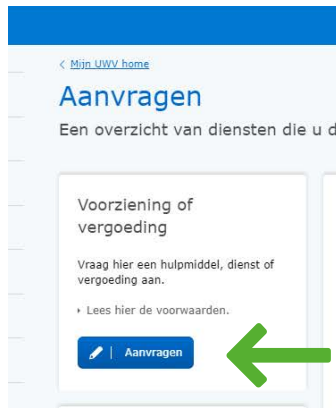 < Mijn UWV home
Aanvragen
Een overzicht van diensten die u d
Voorziening of
vergoeding
Vraag hier een hulpmiddel, dienst of
vergoeding aan.
Lees hier de voorwaarden.
Aanvragen